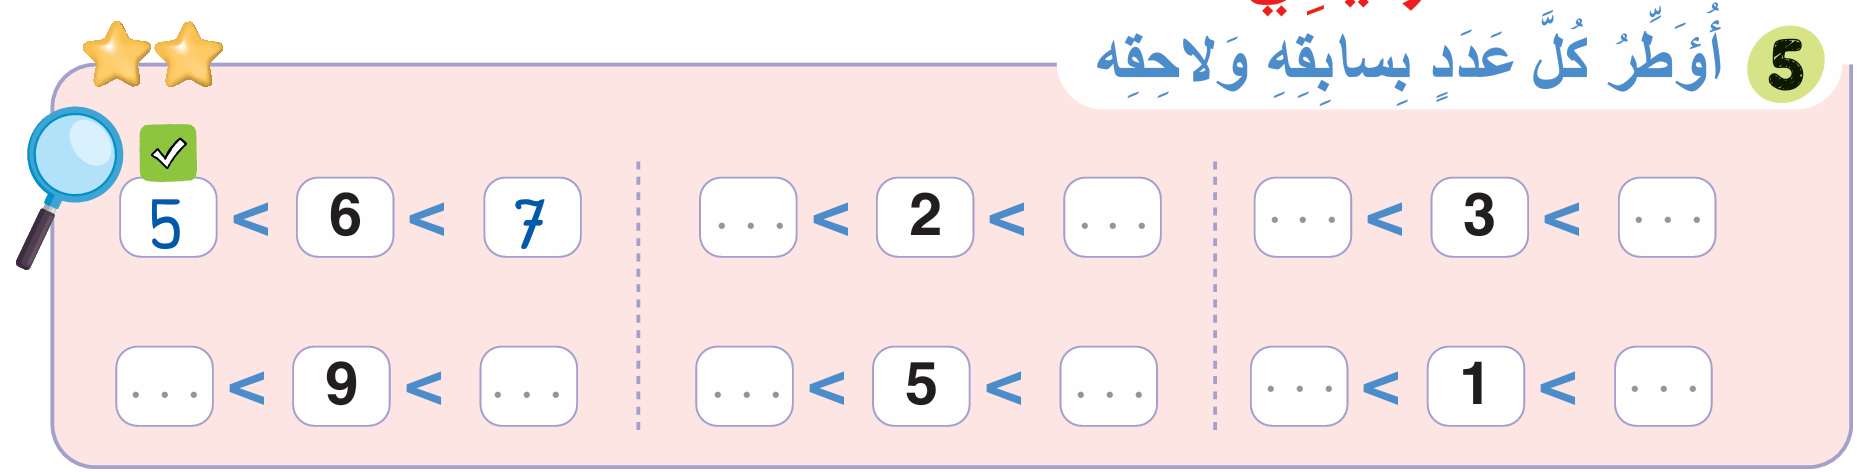 5 أُؤَطِّرُ كُلَّ عَدَدٍ بِسابِقِهِ وَلاحِقِهِ
5 < 6 < 7
... < 2 < ...
... < 3 < ...
... < 9 < ...
... < 5 < ...
... < 1 < ...